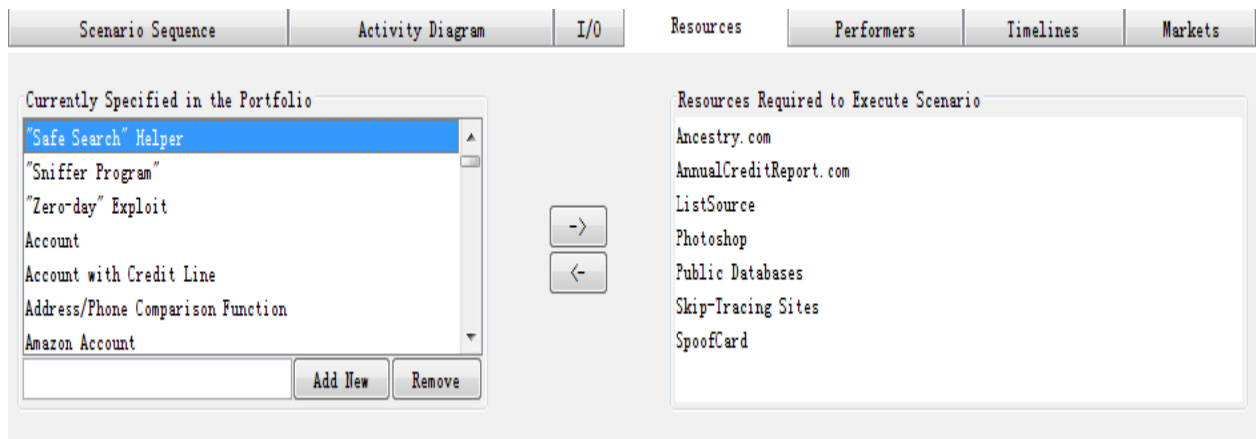 Scenario Sequence
Activity Diagram
I/O
Resources
Performers
Timelines
Markets
Currently Specified in the Portfolio
"Safe Search" Helper
"Sniffer Program"
"Zero-day" Exploit
Account
Account with Credit Line
Address/Phone Comparison Function
Amazon Account
Add New
Remove
->
<-
Resources Required to Execute Scenario
Ancestry.com
AnnualCreditReport.com
ListSource
Photoshop
Public Databases
Skip-Tracing Sites
SpoofCard